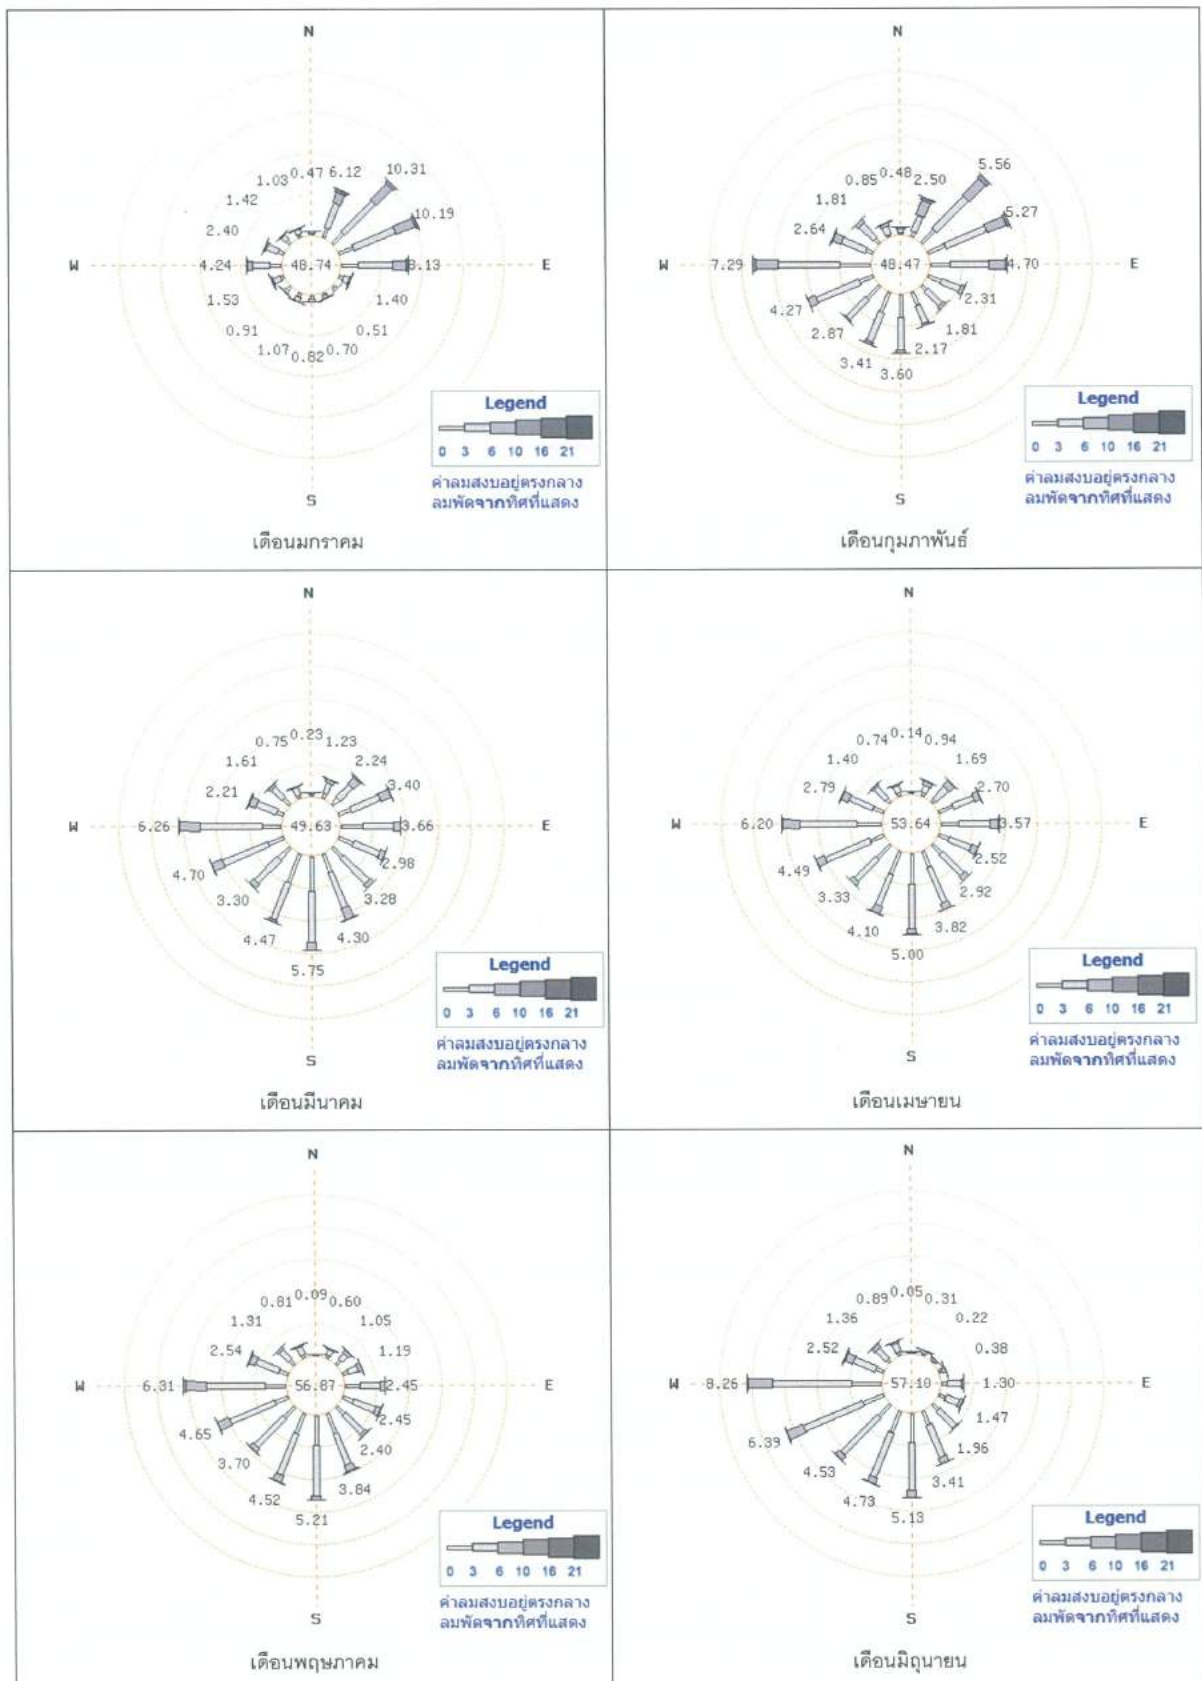 N
0.47 6.12 10.31
1.03
1.42
10.19
2.40
W 4.24 48.74 8.13 E
1.53 1.40
0.91 0.51
1.07 0.82 0.70
S
Legend
0 3 6 10 16 21
ค่าลมสงบอยู่ตรงกลาง
ลมพัดจากทิศที่แสดง
เดือนมกราคม
N
5.56
0.85 0.48 2.50
1.81 5.27
2.64
W 7.29 48.47 4.70 E
4.27 2.31
2.87 1.81
3.41 3.60 2.17
S
Legend
0 3 6 10 16 21
ค่าลมสงบอยู่ตรงกลาง
ลมพัดจากทิศที่แสดง
เดือนกุมภาพันธ์
N
0.75 0.23 1.23
1.61 2.24
2.21 3.40
W 6.26 49.63 3.66 E
4.70 2.98
3.30 3.28
4.47 4.30
5.75
S
Legend
0 3 6 10 16 21
ค่าลมสงบอยู่ตรงกลาง
ลมพัดจากทิศที่แสดง
เดือนมีนาคม
N
0.74 0.14 0.94
1.40 1.69
2.79 2.70
W 6.20 53.64 3.57 E
4.49 2.52
3.33 2.92
4.10 3.82
5.00
S
Legend
0 3 6 10 16 21
ค่าลมสงบอยู่ตรงกลาง
ลมพัดจากทิศที่แสดง
เดือนเมษายน
N
0.81 0.09 0.60
1.31 1.05
2.54 1.19
W 6.31 56.87 2.45 E
4.65 2.45
3.70 2.40
4.52 3.84
5.21
S
Legend
0 3 6 10 16 21
ค่าลมสงบอยู่ตรงกลาง
ลมพัดจากทิศที่แสดง
เดือนพฤษภาคม
N
0.89 0.05 0.31
1.36 0.22
2.52 0.38
W 8.26 57.10 1.30 E
6.39 1.47
4.53 1.96
4.73 3.41
5.13
S
Legend
0 3 6 10 16 21
ค่าลมสงบอยู่ตรงกลาง
ลมพัดจากทิศที่แสดง
เดือนมิถุนายน